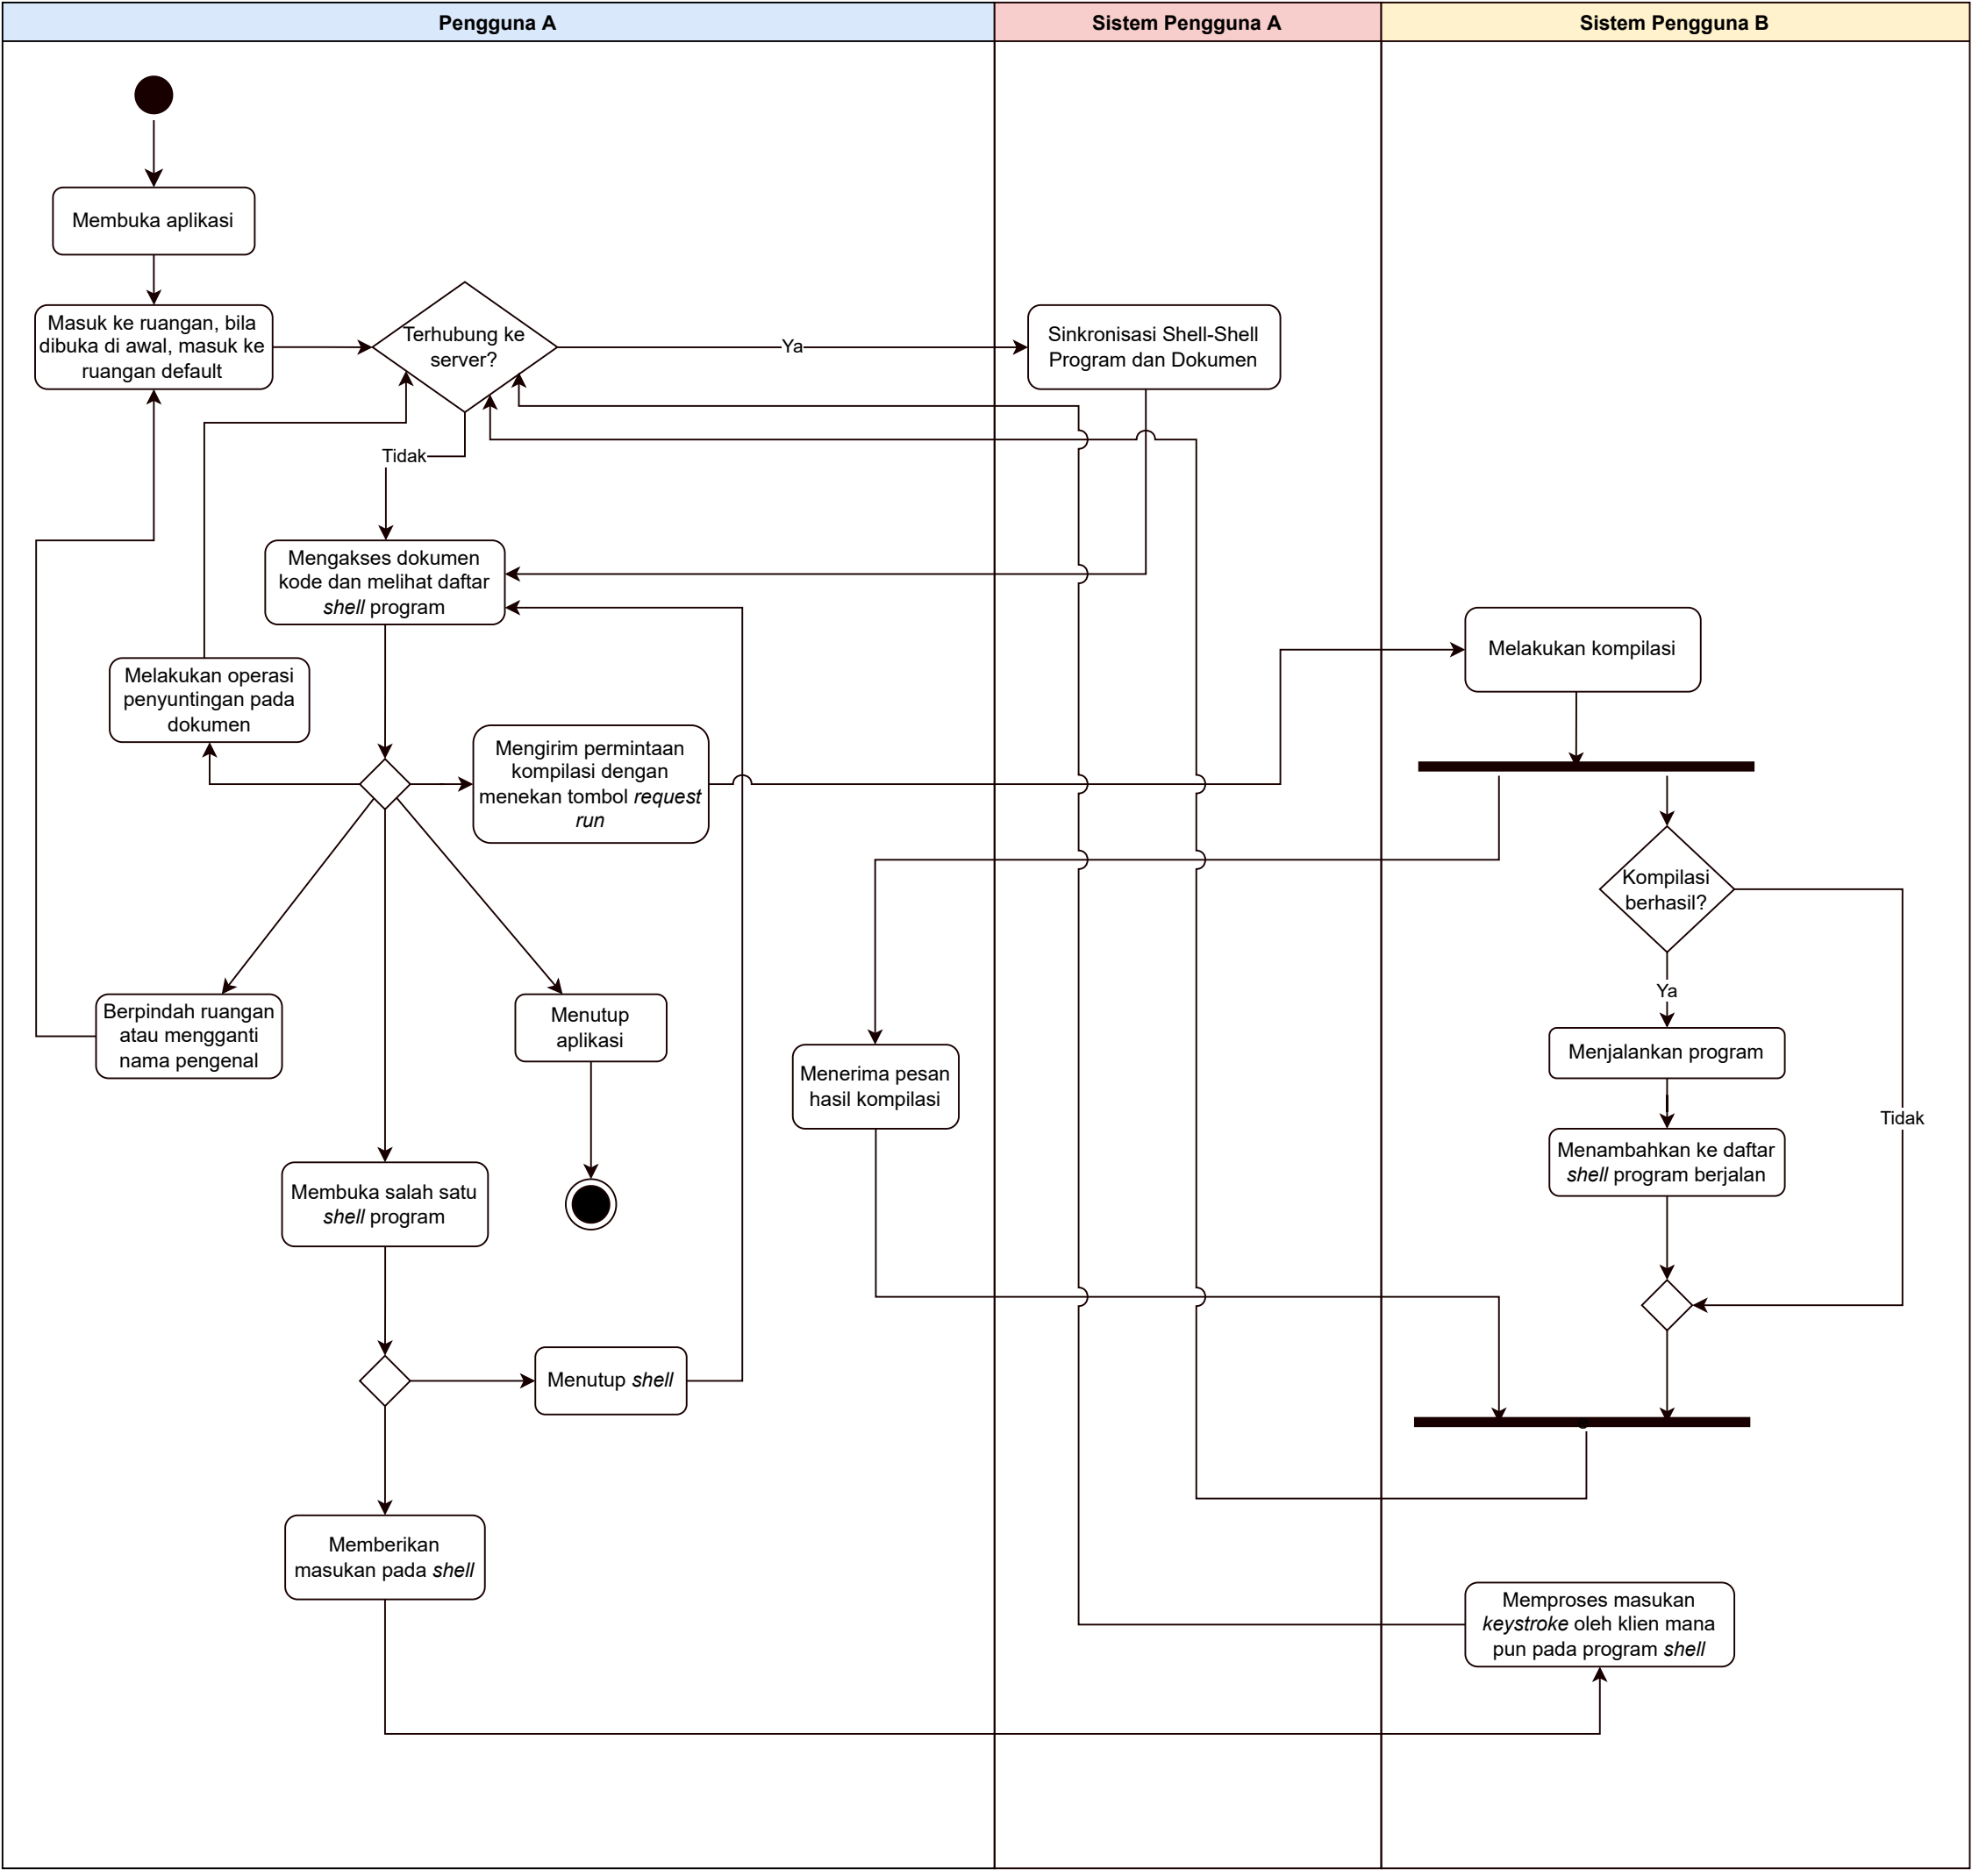 Pengguna A
Sistem Pengguna A
Sistem Pengguna B
Membuka aplikasi
Masuk ke ruangan, bila
dibuka di awal, masuk ke
ruangan default
Terhubung ke
server?
Ya
Sinkronisasi Shell-Shell
Program dan Dokumen
Tidak
Mengakses dokumen
kode dan melihat daftar
shell program
Melakukan operasi
penyuntingan pada
dokumen
Mengirim permintaan
kompilasi dengan
menekan tombol request
run
Melakukan kompilasi
Kompilasi
berhasil?
Ya
Tidak
Berpindah ruangan
atau mengganti
nama pengenal
Menutup
aplikasi
Menerima pesan
hasil kompilasi
Menjalankan program
Menambahkan ke daftar
shell program berjalan
Membuka salah satu
shell program
Menutup shell
Memberikan
masukan pada shell
Memproses masukan
keystroke oleh klien mana
pun pada program shell